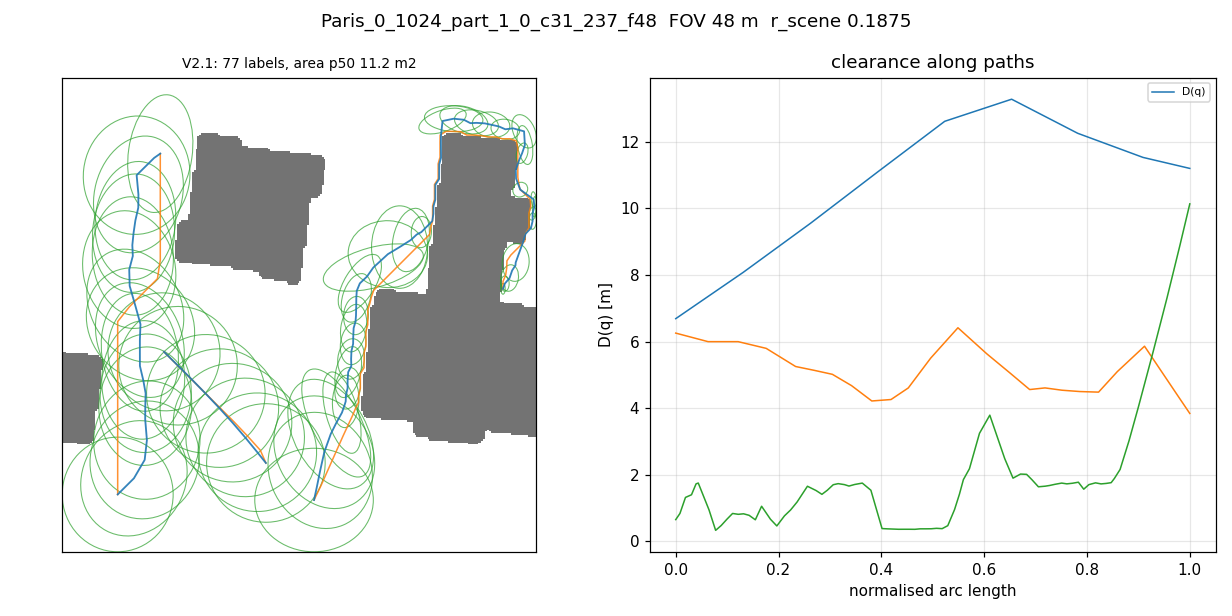 Paris_0_1024_part_1_0_c31_237_f48  FOV 48 m  r_scene 0.1875
V2.1: 77 labels, area p50 11.2 m2
clearance along paths
D(q)
D(q) [m]
12
10
8
6
4
2
0
0.0 0.2 0.4 0.6 0.8 1.0
normalised arc length